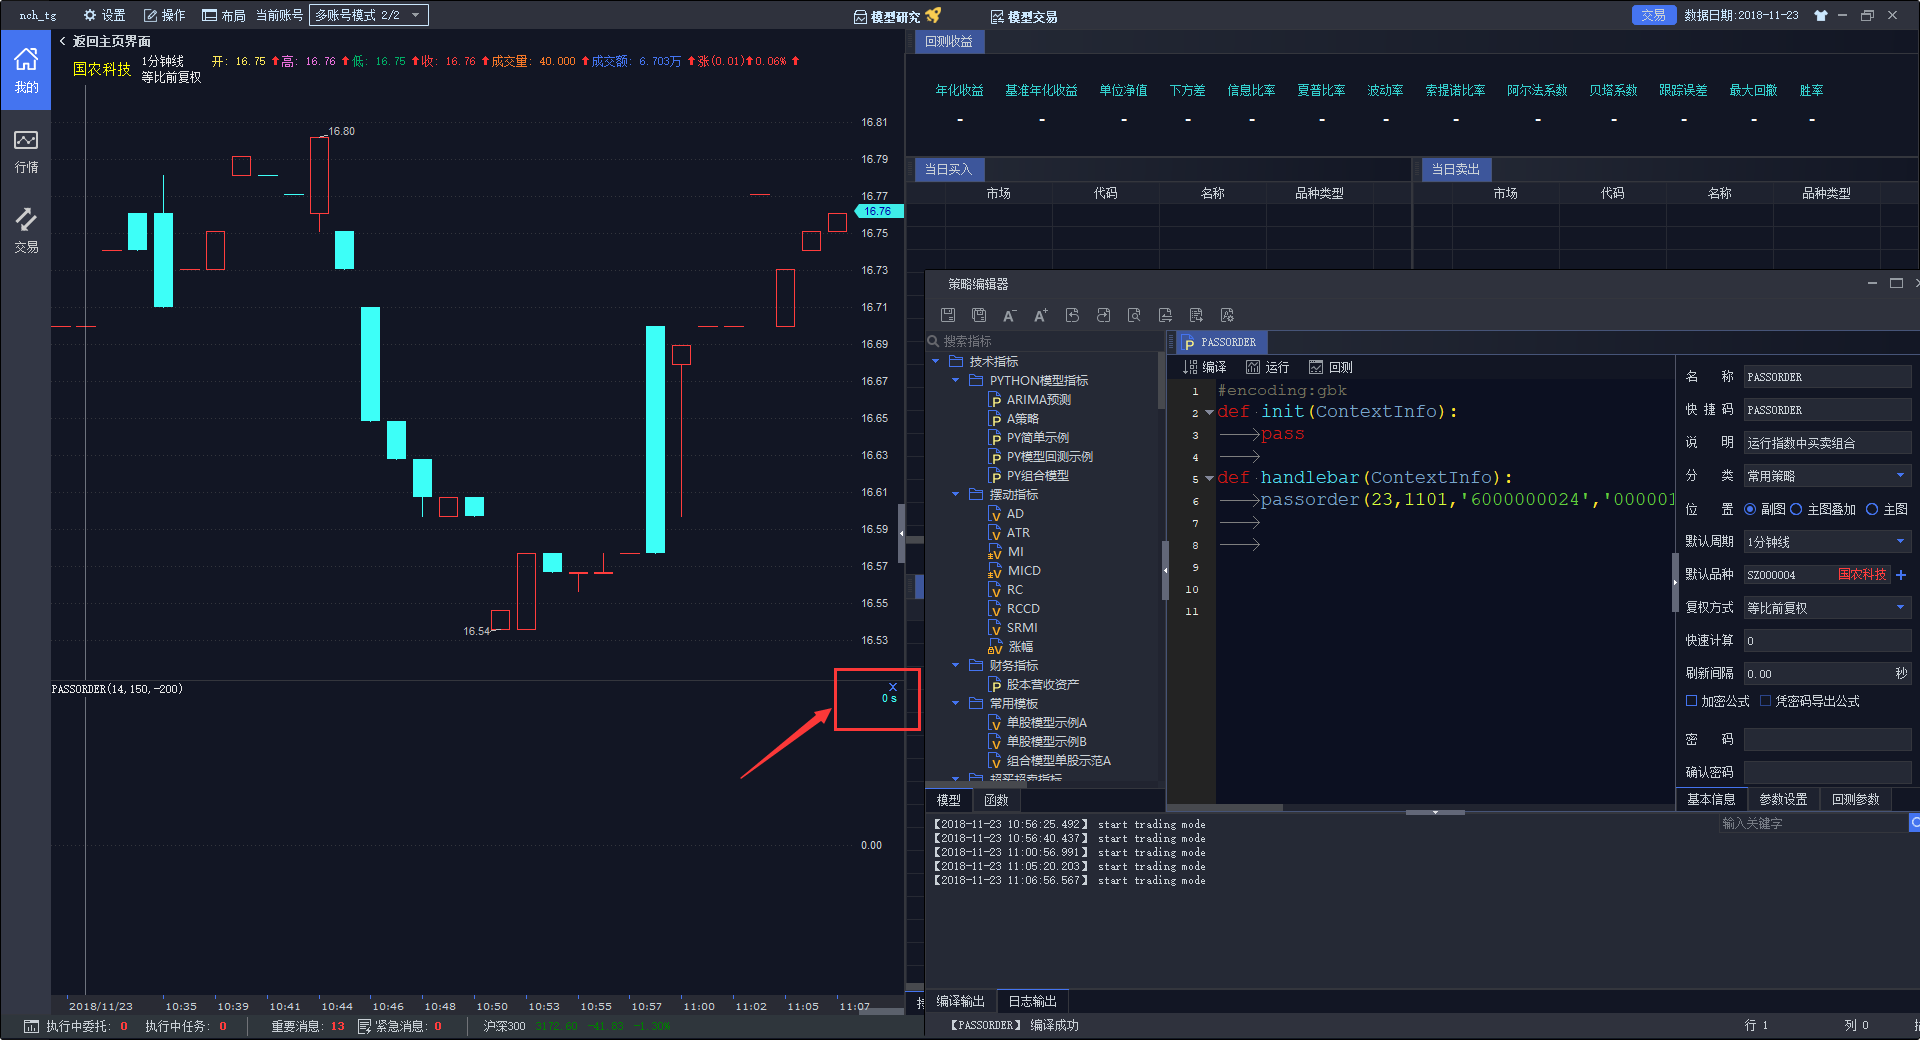 nch_tg 设置 操作 布局 当前账号 多账号模式 2/2 模型研究 模型交易 交易 数据日期:2018-11-23
我的
行情
交易
返回主页界面
国农科技
1分钟线
等比前复权
开: 16.75 高: 16.76 低: 16.75 收: 16.76 成交量: 40.000 成交额: 6.703万 涨(0.01) 0.06%
16.80
16.54
16.81
16.79
16.77
16.76
16.75
16.73
16.71
16.69
16.67
16.65
16.63
16.61
16.59
16.57
16.55
16.53
PASSORDER(14,150,-200)
X
0 s
0.00
2018/11/23 10:35 10:39 10:41 10:44 10:46 10:48 10:50 10:53 10:55 10:57 11:00 11:02 11:05 11:07
回测收益
年化收益 基准年化收益 单位净值 下方差 信息比率 夏普比率 波动率 索提诺比率 阿尔法系数 贝塔系数 跟踪误差 最大回撤 胜率
- - - - - - - - - - - - -
当日买入
市场 代码 名称 品种类型
当日卖出
市场 代码 名称 品种类型
策略编辑器
搜索指标
技术指标
PYTHON模型指标
ARIMA预测
A策略
PY简单示例
PY模型回测示例
PY组合模型
摆动指标
AD
ATR
MI
MICD
RC
RCCD
SRMI
涨幅
财务指标
股本营收资产
常用模板
单股模型示例A
单股模型示例B
组合模型单股示范A
超买超卖指标
模型 函数
PASSORDER
编译 运行 回测
1 #encoding:gbk
2 def init(ContextInfo):
3 pass
4
5 def handlebar(ContextInfo):
6 passorder(23,1101,'6000000024','000001
7
8
9
10
11
名 称 PASSORDER
快捷码 PASSORDER
说 明 运行指数中买卖组合
分 类 常用策略
位 置 副图 主图叠加 主图
默认周期 1分钟线
默认品种 SZ000004 国农科技 +
复权方式 等比前复权
快速计算 0
刷新间隔 0.00 秒
加密公式 凭密码导出公式
密 码
确认密码
基本信息 参数设置 回测参数
输入关键字
【2018-11-23 10:56:25.492】 start trading mode
【2018-11-23 10:56:40.437】 start trading mode
【2018-11-23 11:00:56.991】 start trading mode
【2018-11-23 11:05:20.203】 start trading mode
【2018-11-23 11:06:56.567】 start trading mode
编译输出 日志输出
【PASSORDER】 编译成功
行 1 列 0
执行中委托: 0 执行中任务: 0 重要消息: 13 紧急消息: 0 沪深300 3172.60 -41.83 -1.30%